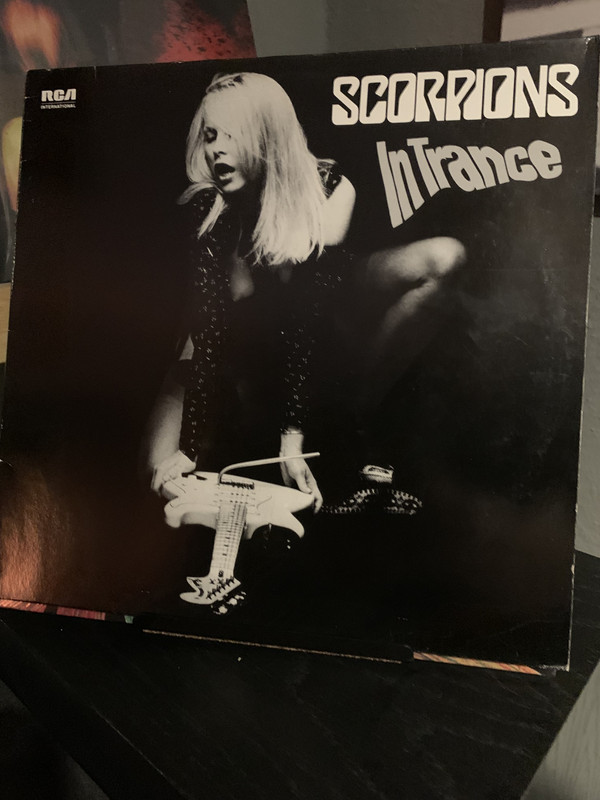 RCA
INTERNATIONAL
SCORPIONS
In Trance